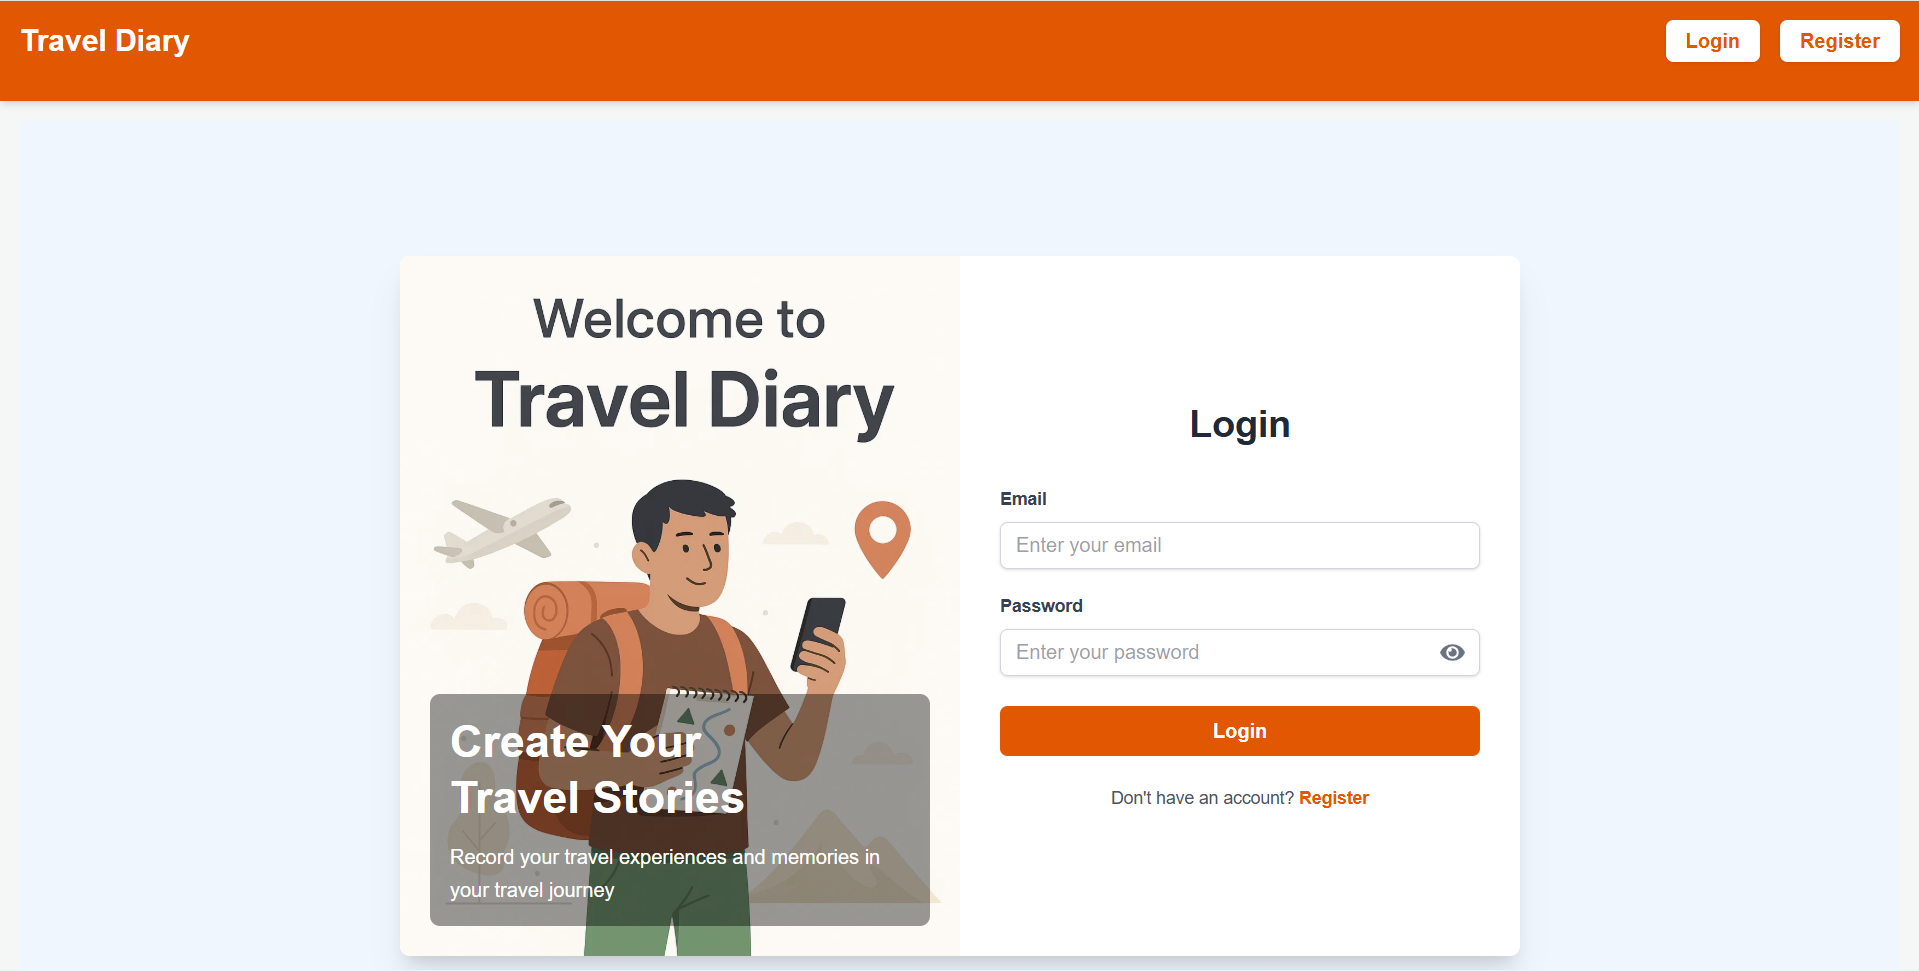 Travel Diary
Login
Register
Welcome to
Travel Diary
Create Your
Travel Stories
Record your travel experiences and memories in
your travel journey
Login
Email
Enter your email
Password
Enter your password
Login
Don't have an account? Register